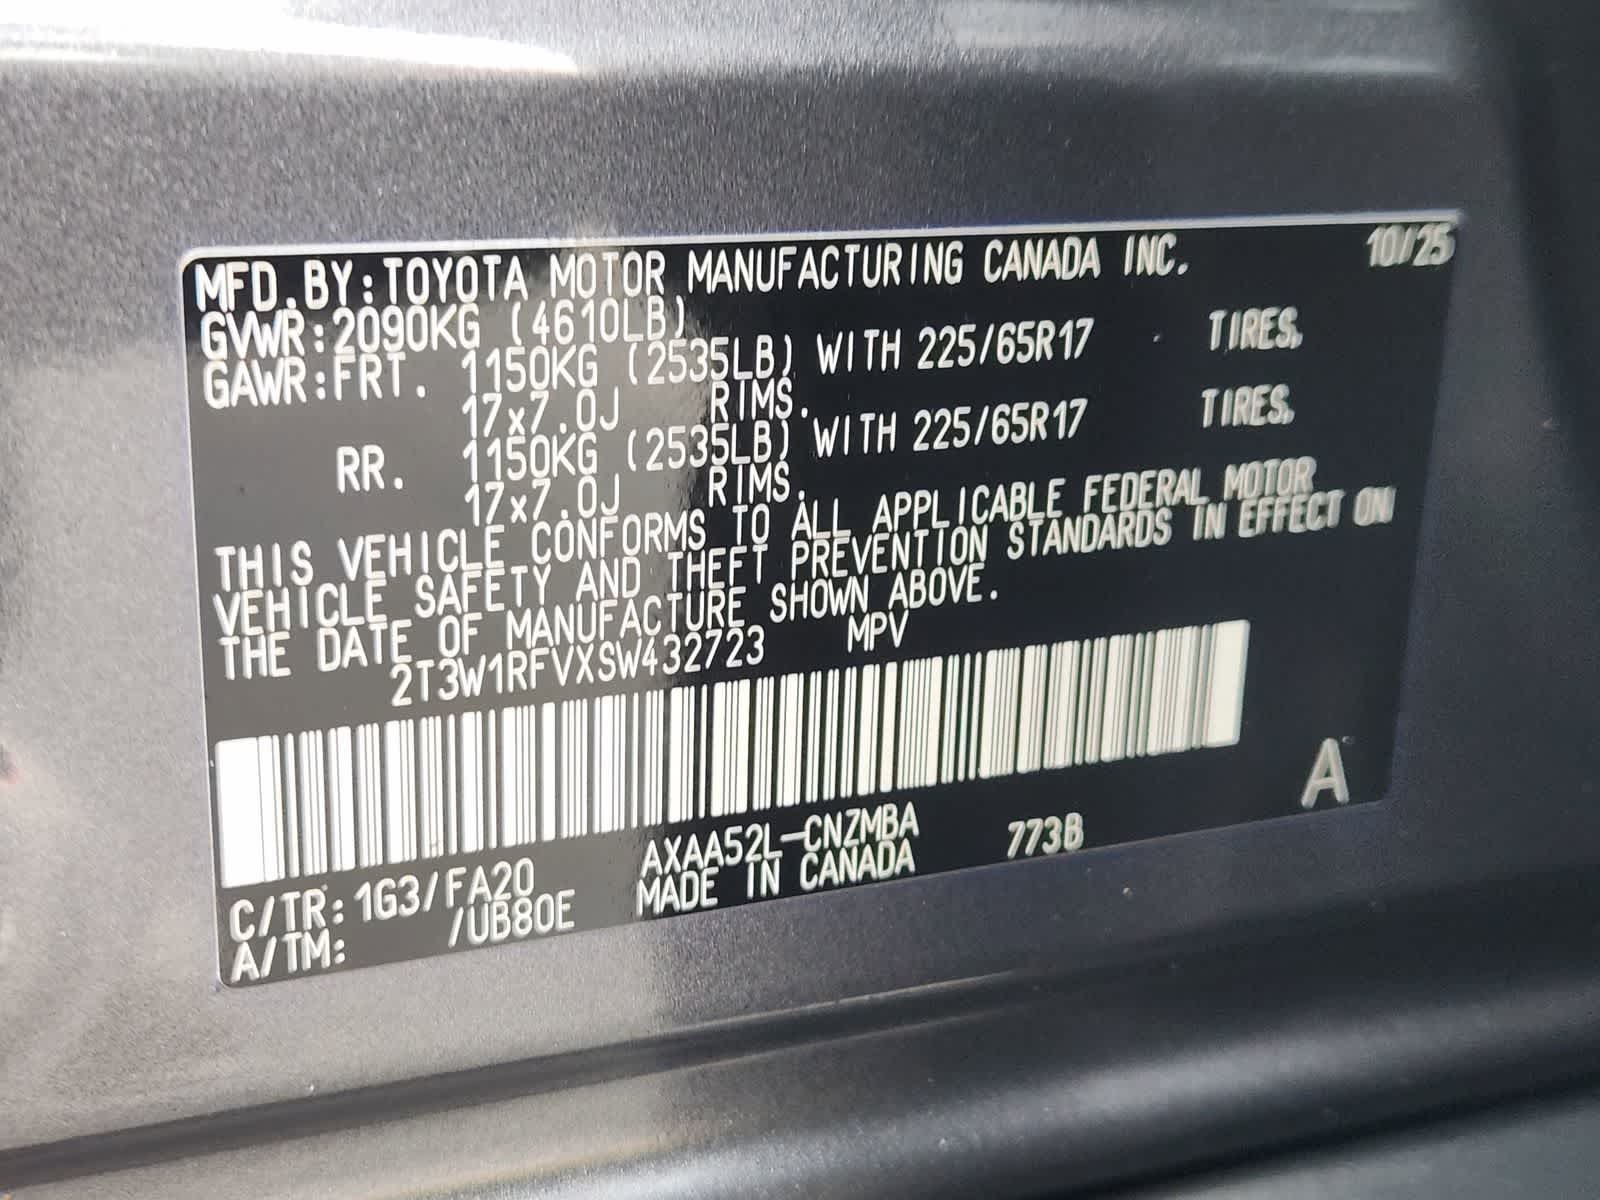 MFD.BY:TOYOTA MOTOR MANUFACTURING CANADA INC. 10/25
GVWR:2090KG (4610LB)
GAWR:FRT. 1150KG (2535LB) WITH 225/65R17 TIRES,
17x7.0J RIMS.
RR. 1150KG (2535LB) WITH 225/65R17 TIRES,
17x7.0J RIMS.
THIS VEHICLE CONFORMS TO ALL APPLICABLE FEDERAL MOTOR
VEHICLE SAFETY AND THEFT PREVENTION STANDARDS IN EFFECT ON
THE DATE OF MANUFACTURE SHOWN ABOVE.
2T3W1RFVXSW432723 MPV
A
C/TR:1G3/FA20 AXAA52L-CNZMBA 773B
A/TM: /UB80E MADE IN CANADA